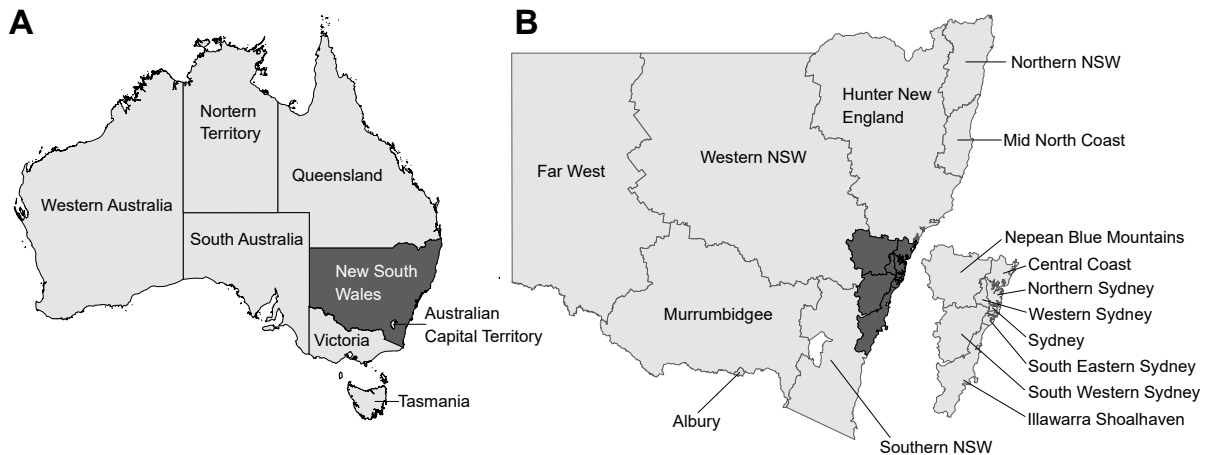 A
Nortern
Territory
Queensland
Western Australia
South Australia
New South
Wales
Australian
Capital Territory
Victoria
Tasmania
B
Northern NSW
Hunter New
England
Mid North Coast
Western NSW
Far West
Nepean Blue Mountains
Central Coast
Northern Sydney
Western Sydney
Sydney
South Eastern Sydney
South Western Sydney
Illawarra Shoalhaven
Murrumbidgee
Albury
Southern NSW